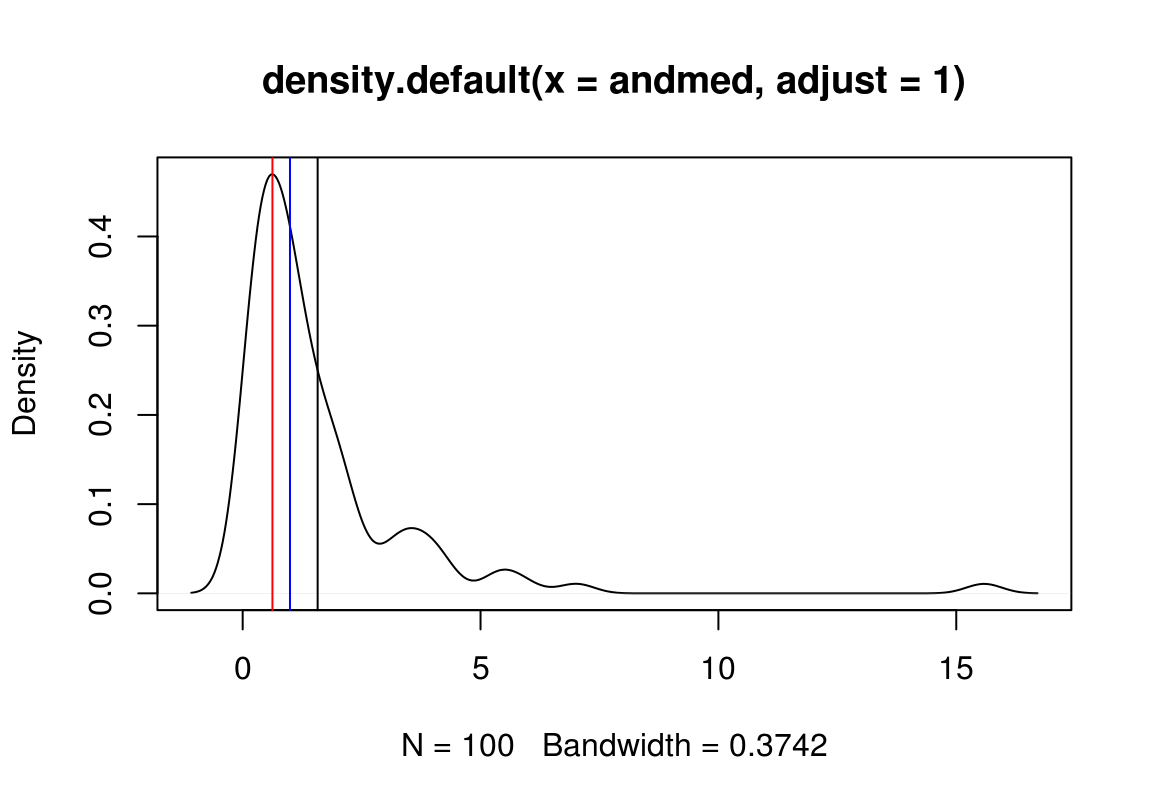 density.default(x = andmed, adjust = 1)
Density
0.4
0.3
0.2
0.1
0.0
0 5 10 15
N = 100 Bandwidth = 0.3742